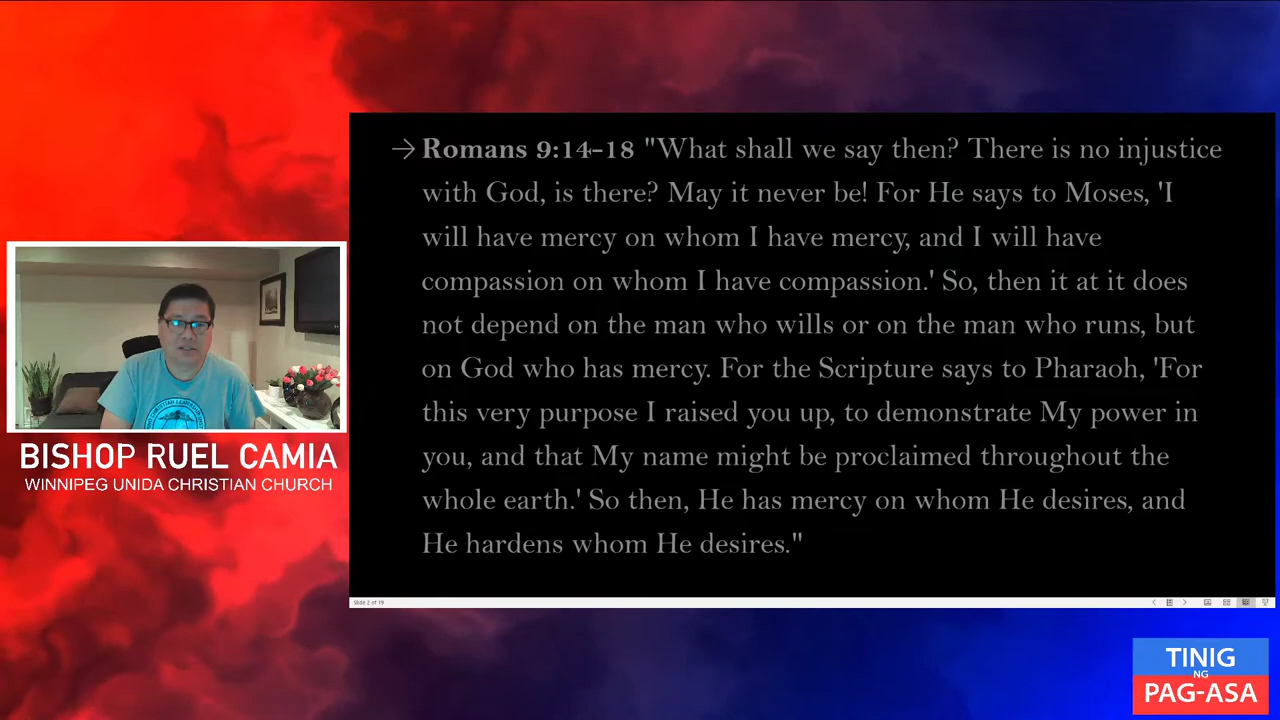 → Romans 9:14-18 "What shall we say then? There is no injustice
with God, is there? May it never be! For He says to Moses, 'I
will have mercy on whom I have mercy, and I will have
compassion on whom I have compassion.' So, then it at it does
not depend on the man who wills or on the man who runs, but
on God who has mercy. For the Scripture says to Pharaoh, 'For
this very purpose I raised you up, to demonstrate My power in
you, and that My name might be proclaimed throughout the
whole earth.' So then, He has mercy on whom He desires, and
He hardens whom He desires."
Slide 2 of 19
BISHOP RUEL CAMIA
WINNIPEG UNIDA CHRISTIAN CHURCH
TINIG
NG
PAG-ASA